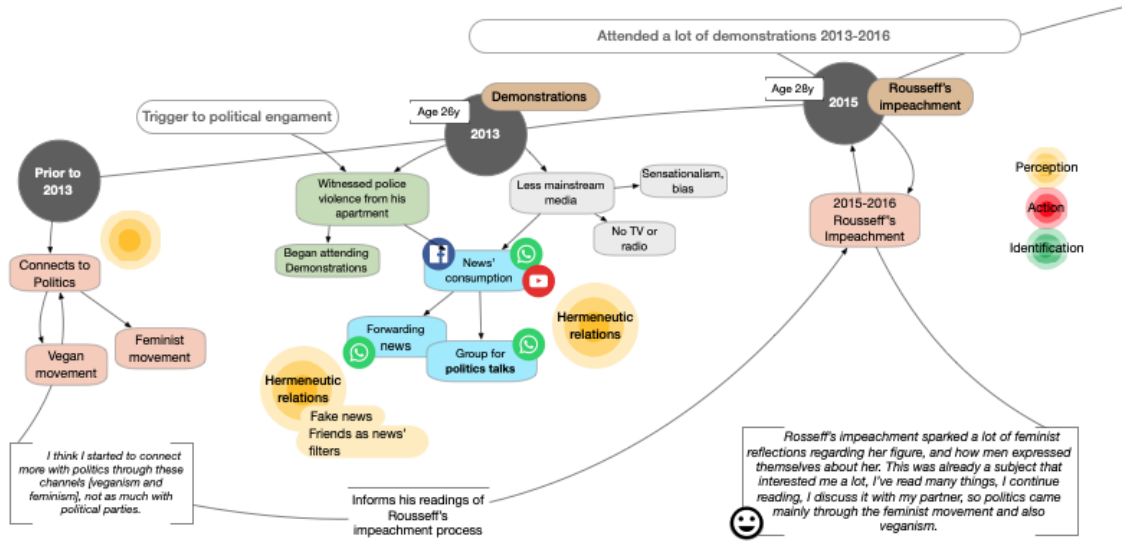 Attended a lot of demonstrations 2013-2016
Age 28y
2015
Rousseff's
impeachment
Age 26y
Demonstrations
2013
Trigger to political engament
Prior to
2013
Witnessed police
violence from his
apartment
Less mainstream
media
Sensationalism,
bias
No TV or
radio
Began attending
Demonstrations
News'
consumption
2015-2016
Rousseff"s
Impeachment
Perception
Action
Identification
Connects to
Politics
Vegan
movement
Feminist
movement
Forwarding
news
Group for
politics talks
Hermeneutic
relations
Hermeneutic
relations
Fake news
Friends as news'
filters
I think I started to connect
more with politics through these
channels [veganism and
feminism], not as much with
political parties.
Informs his readings of
Rousseff's
impeachment process
Rosseff's impeachment sparked a lot of feminist
reflections regarding her figure, and how men expressed
themselves about her. This was already a subject that
interested me a lot, I've read many things, I continue
reading, I discuss it with my partner, so politics came
mainly through the feminist movement and also
veganism.